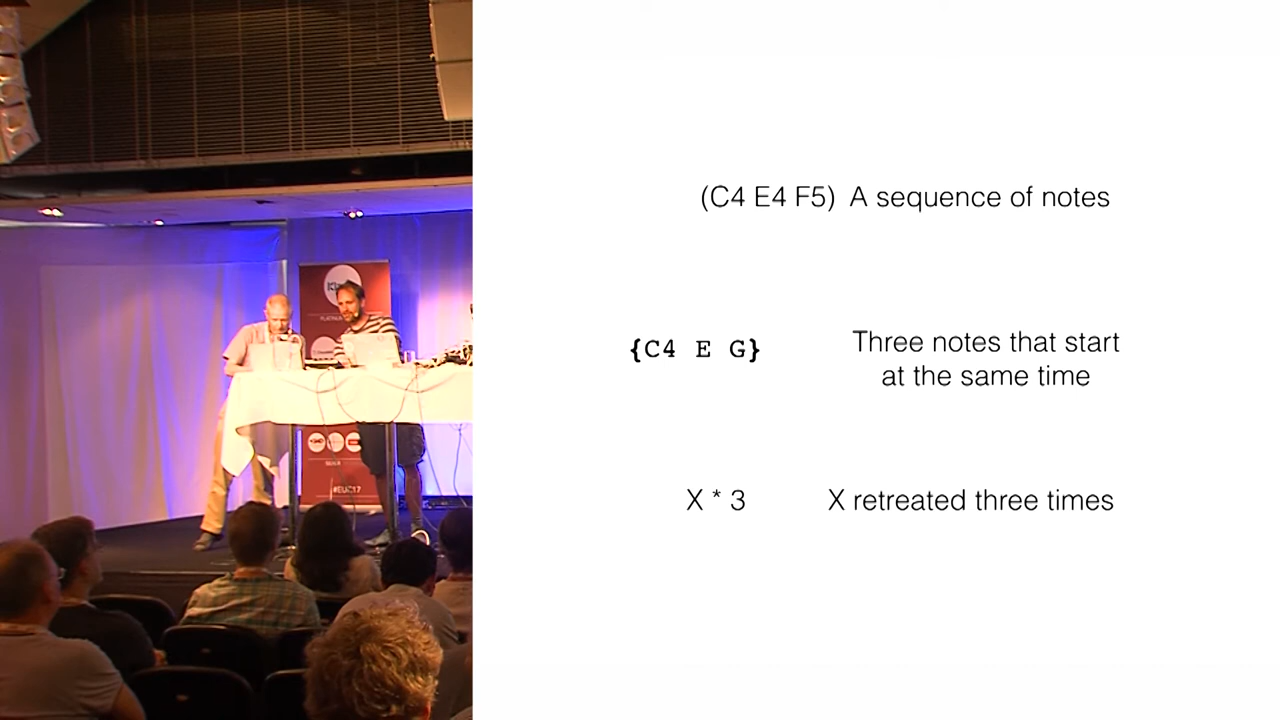 (C4 E4 F5) A sequence of notes
{C4 E G} Three notes that start
at the same time
X * 3 X retreated three times
#EUC17